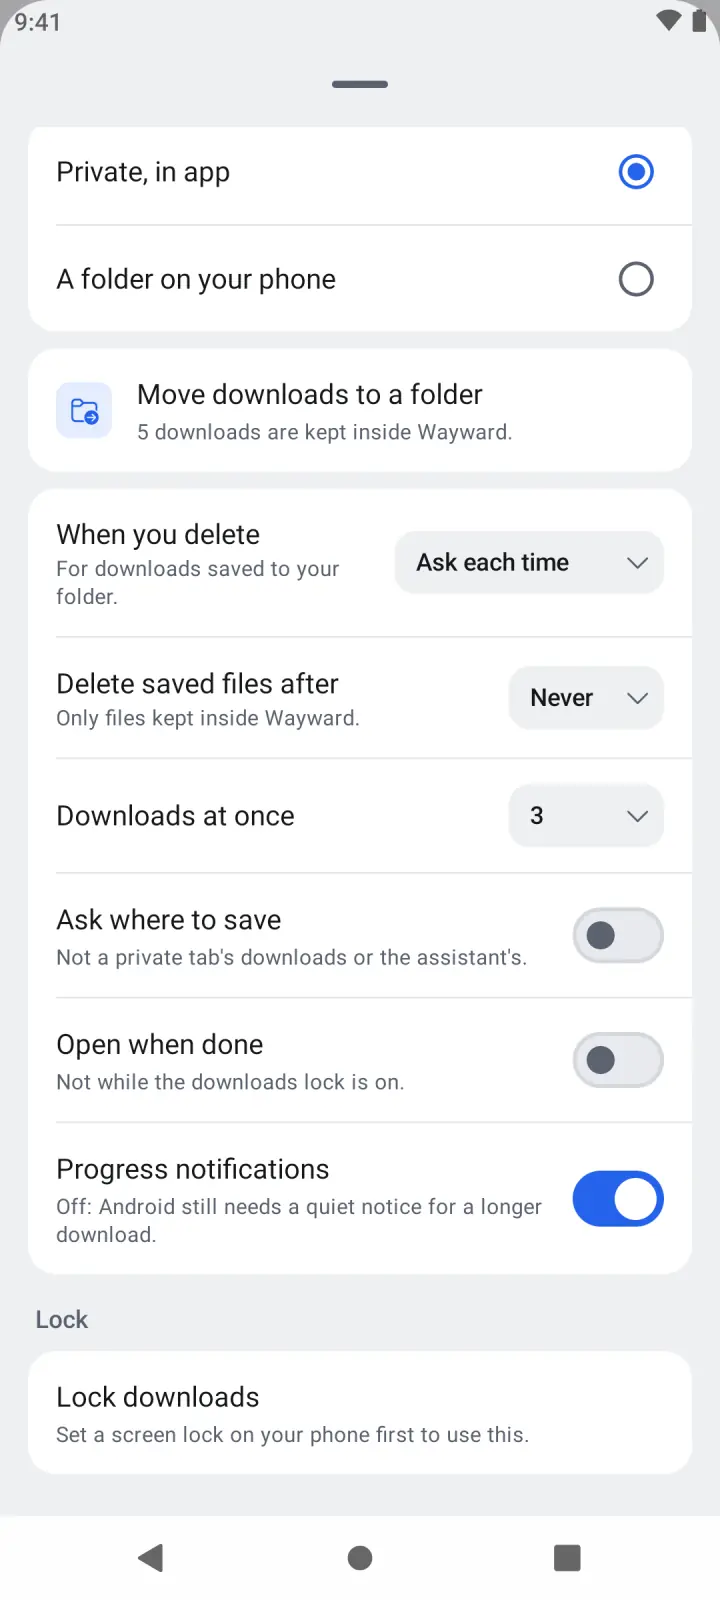 9:41
Private, in app
A folder on your phone
Move downloads to a folder
5 downloads are kept inside Wayward.
When you delete
For downloads saved to your
folder.
Ask each time
Delete saved files after
Only files kept inside Wayward.
Never
Downloads at once
3
Ask where to save
Not a private tab's downloads or the assistant's.
Open when done
Not while the downloads lock is on.
Progress notifications
Off: Android still needs a quiet notice for a longer
download.
Lock
Lock downloads
Set a screen lock on your phone first to use this.